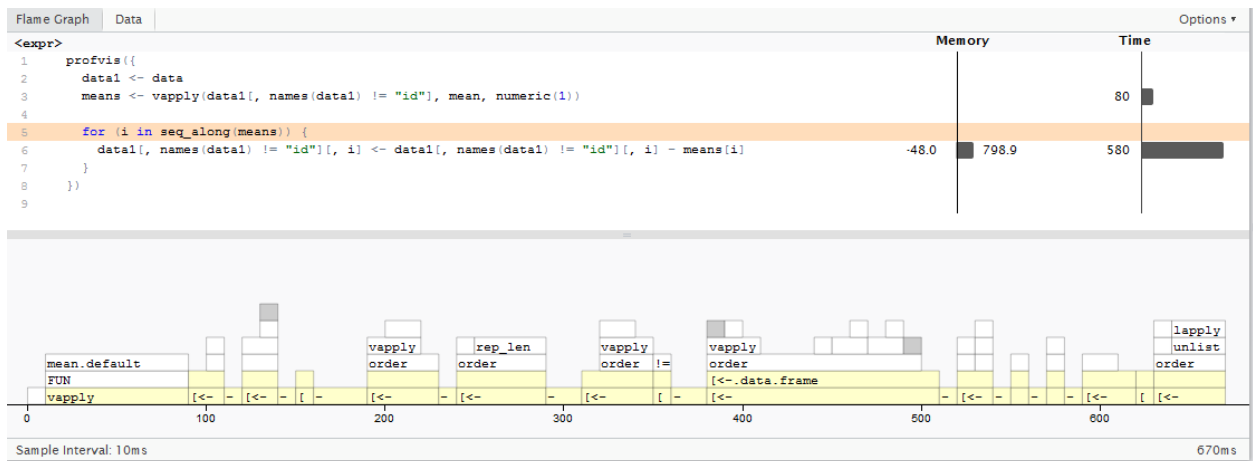 Flame Graph Data Options ▾
<expr> Memory Time
1 profvis({
2 data1 <- data
3 means <- vapply(data1[, names(data1) != "id"], mean, numeric(1)) 80
4
5 for (i in seq_along(means)) {
6 data1[, names(data1) != "id"][, i] <- data1[, names(data1) != "id"][, i] - means[i] -48.0 798.9 580
7 }
8 })
9
lapply
vapply rep_len vapply vapply unlist
mean.default order order order != order order
FUN [<-.data.frame
vapply [<- - [<- - [ - [<- - [<- - [<- [ - [<- - [<- - - - [<- [ [<-
0 100 200 300 400 500 600
Sample Interval: 10ms 670ms